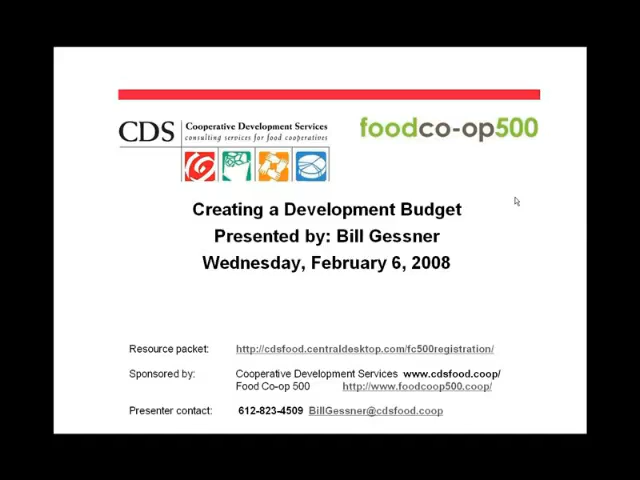 CDS
Cooperative Development Services
consulting services for food cooperatives
foodco-op500
Creating a Development Budget
Presented by: Bill Gessner
Wednesday, February 6, 2008
Resource packet: http://cdsfood.centraldesktop.com/fc500registration/
Sponsored by: Cooperative Development Services www.cdsfood.coop/
Food Co-op 500 http://www.foodcoop500.coop/
Presenter contact: 612-823-4509 BillGessner@cdsfood.coop